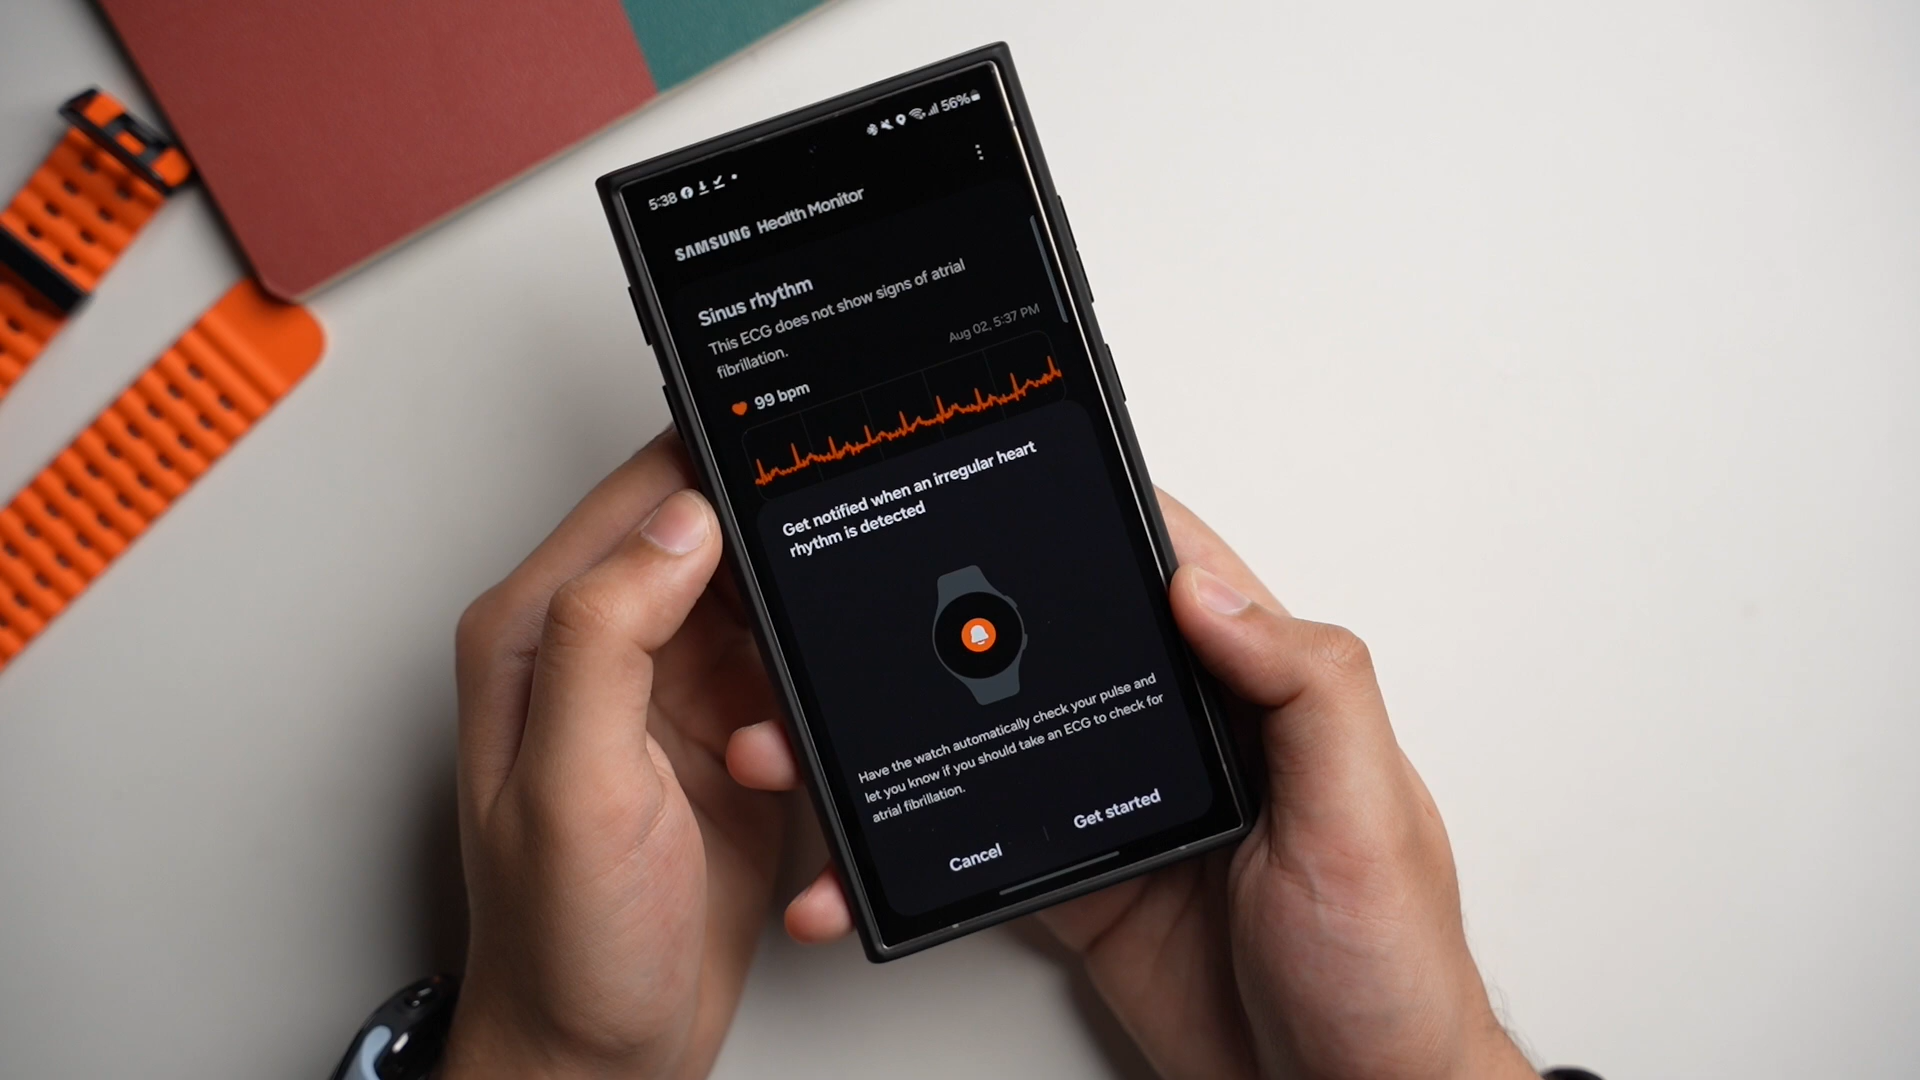 5:38
56%
SAMSUNG Health Monitor
Sinus rhythm
This ECG does not show signs of atrial
fibrillation.
Aug 02, 5:37 PM
99 bpm
Get notified when an irregular heart
rhythm is detected
Have the watch automatically check your pulse and
let you know if you should take an ECG to check for
atrial fibrillation.
Cancel
Get started